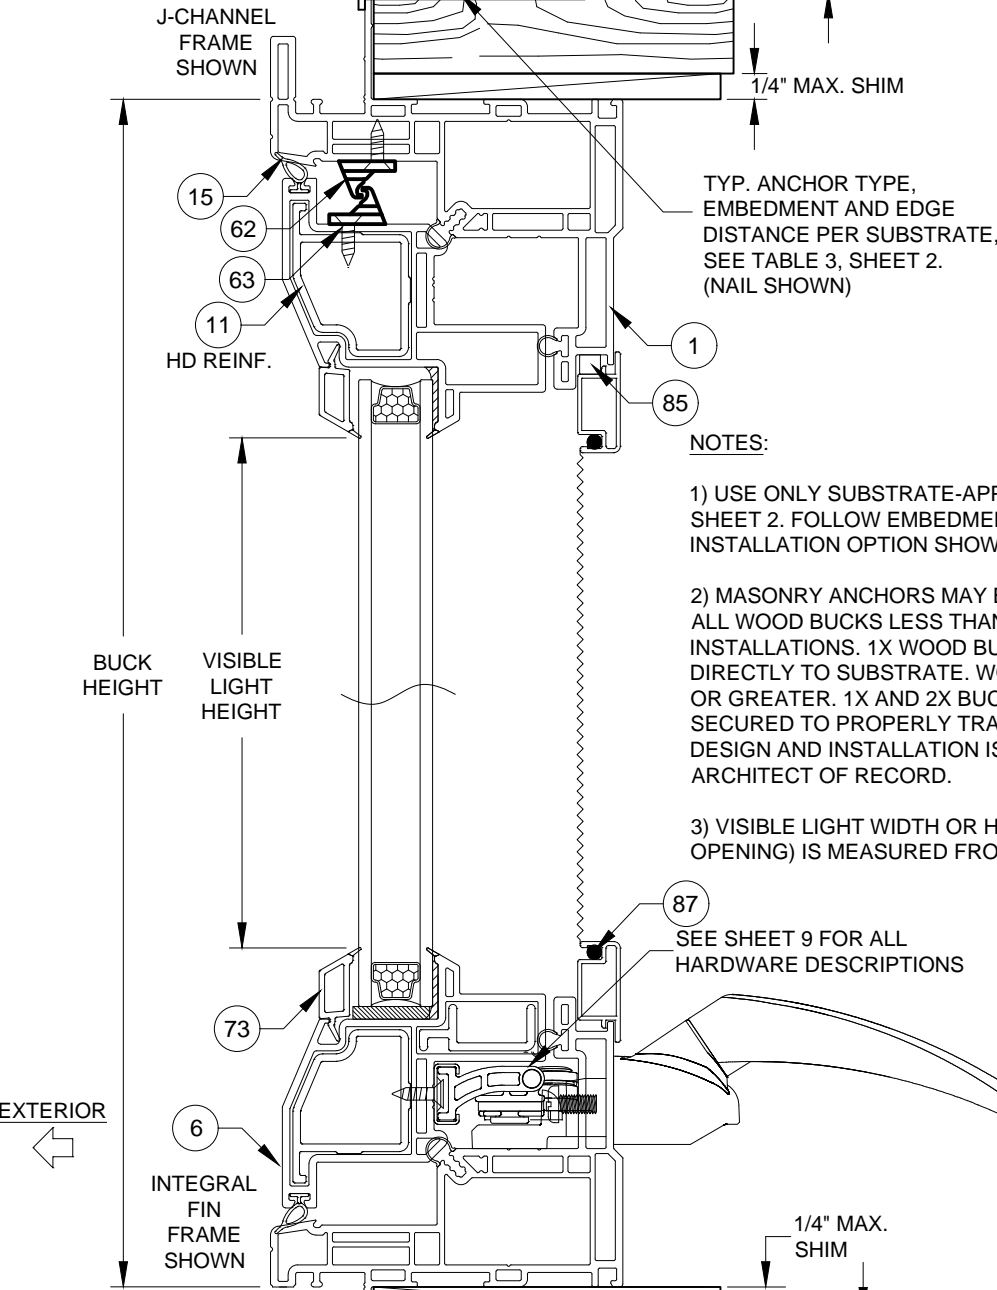 J-CHANNEL
FRAME
SHOWN
1/4" MAX. SHIM
15
62
63
11
HD REINF.
TYP. ANCHOR TYPE,
EMBEDMENT AND EDGE
DISTANCE PER SUBSTRATE,
SEE TABLE 3, SHEET 2.
(NAIL SHOWN)
1
85
NOTES:
1) USE ONLY SUBSTRATE-APP
SHEET 2. FOLLOW EMBEDME
INSTALLATION OPTION SHOW
2) MASONRY ANCHORS MAY
ALL WOOD BUCKS LESS THAN
INSTALLATIONS. 1X WOOD BU
DIRECTLY TO SUBSTRATE. WO
OR GREATER. 1X AND 2X BUC
SECURED TO PROPERLY TRA
DESIGN AND INSTALLATION IS
ARCHITECT OF RECORD.
3) VISIBLE LIGHT WIDTH OR H
OPENING) IS MEASURED FRO
BUCK
HEIGHT
VISIBLE
LIGHT
HEIGHT
87
SEE SHEET 9 FOR ALL
HARDWARE DESCRIPTIONS
73
EXTERIOR
6
INTEGRAL
FIN
FRAME
SHOWN
1/4" MAX.
SHIM